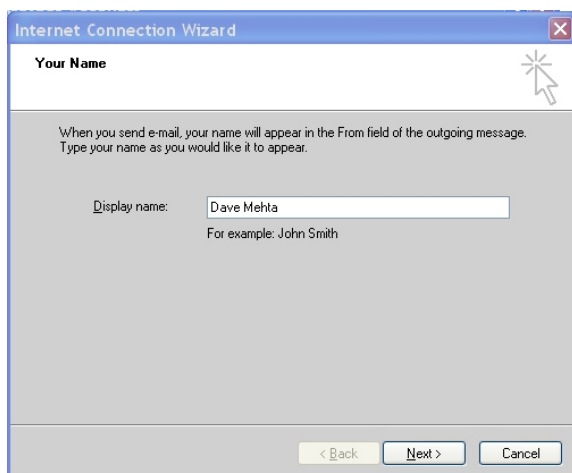 Internet Connection Wizard
Your Name
When you send e-mail, your name will appear in the From field of the outgoing message.
Type your name as you would like it to appear.
Display name: Dave Mehta
For example: John Smith
< Back Next > Cancel